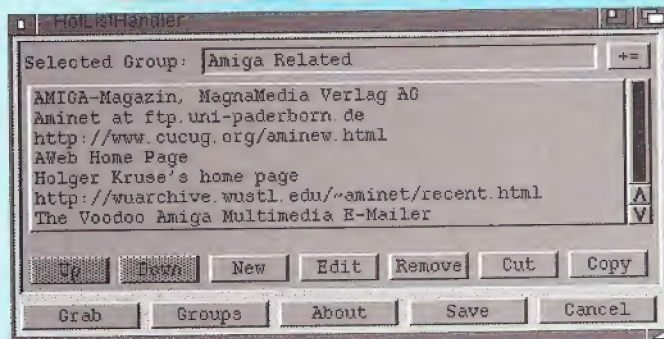 HotListHandler
Selected Group: Amiga Related +=
AMIGA-Magazin, MagnaMedia Verlag AG
Aminet at ftp.uni-paderborn.de
http://www.cucug.org/aminew.html
AWeb Home Page
Holger Kruse's home page
http://wuarchive.wustl.edu/~aminet/recent.html
The Voodoo Amiga Multimedia E-Mailer
Up Down New Edit Remove Cut Copy
Grab Groups About Save Cancel